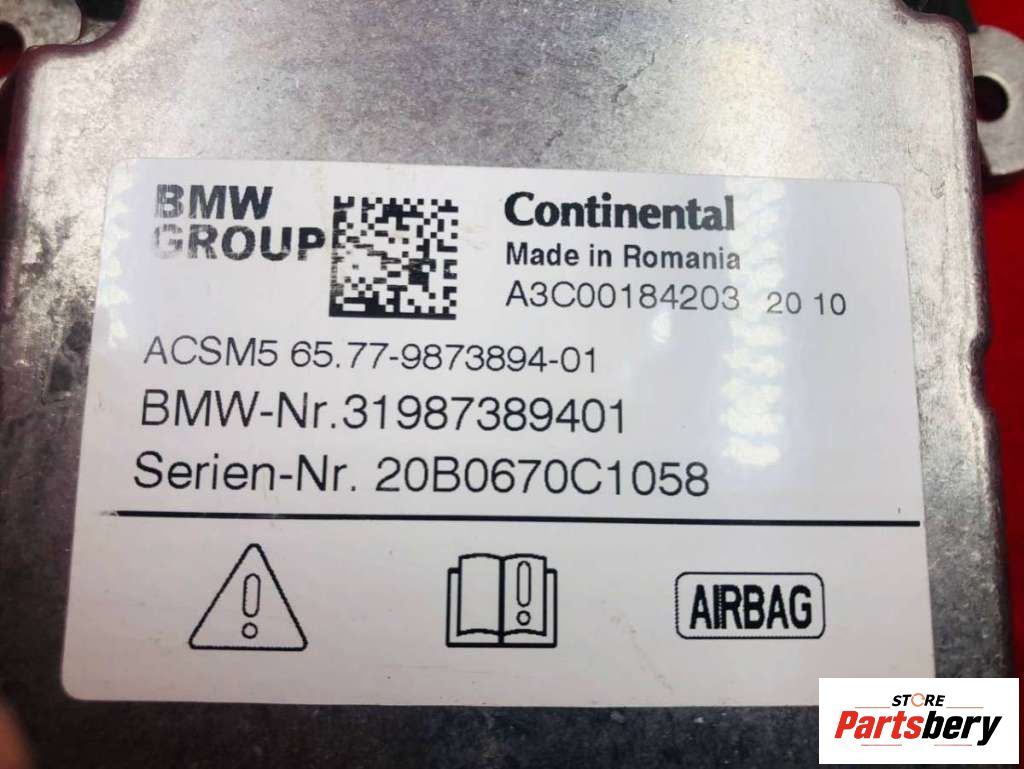 BMW
GROUP
Continental
Made in Romania
A3C00184203 20 10
ACSM5 65.77-9873894-01
BMW-Nr.31987389401
Serien-Nr. 20B0670C1058
AIRBAG
STORE
Partsbery